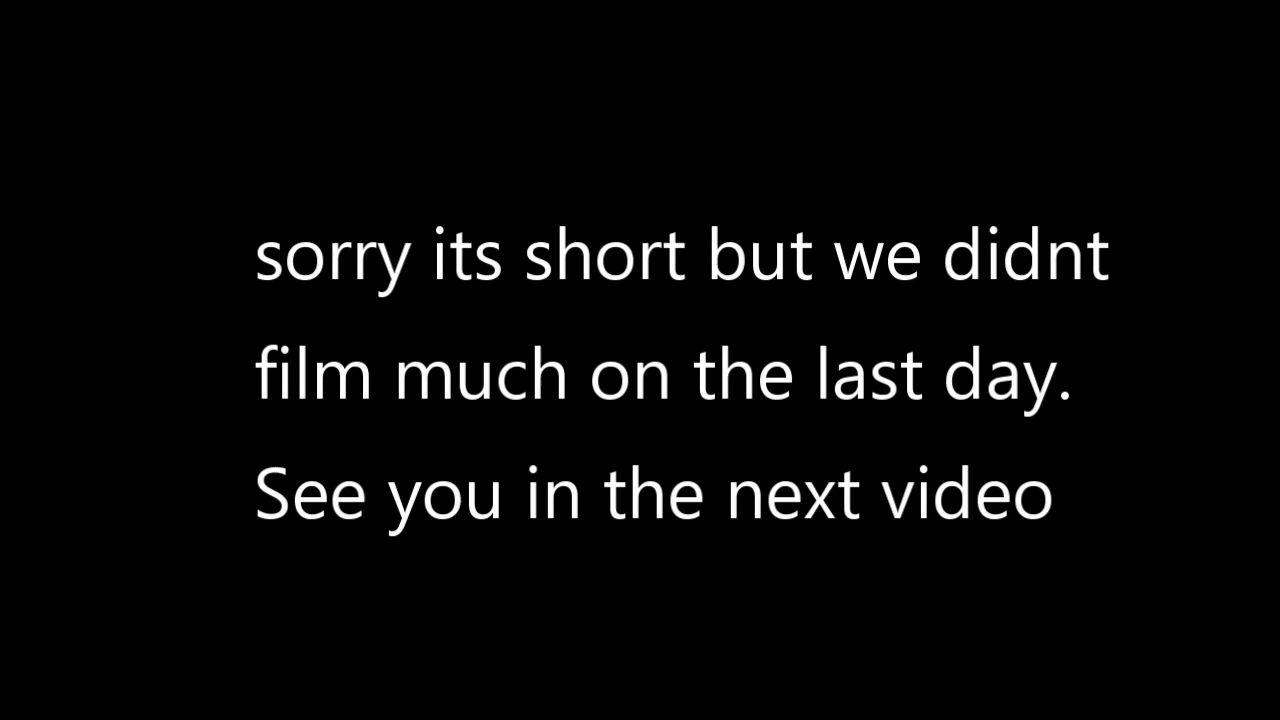 sorry its short but we didnt
film much on the last day.
See you in the next video